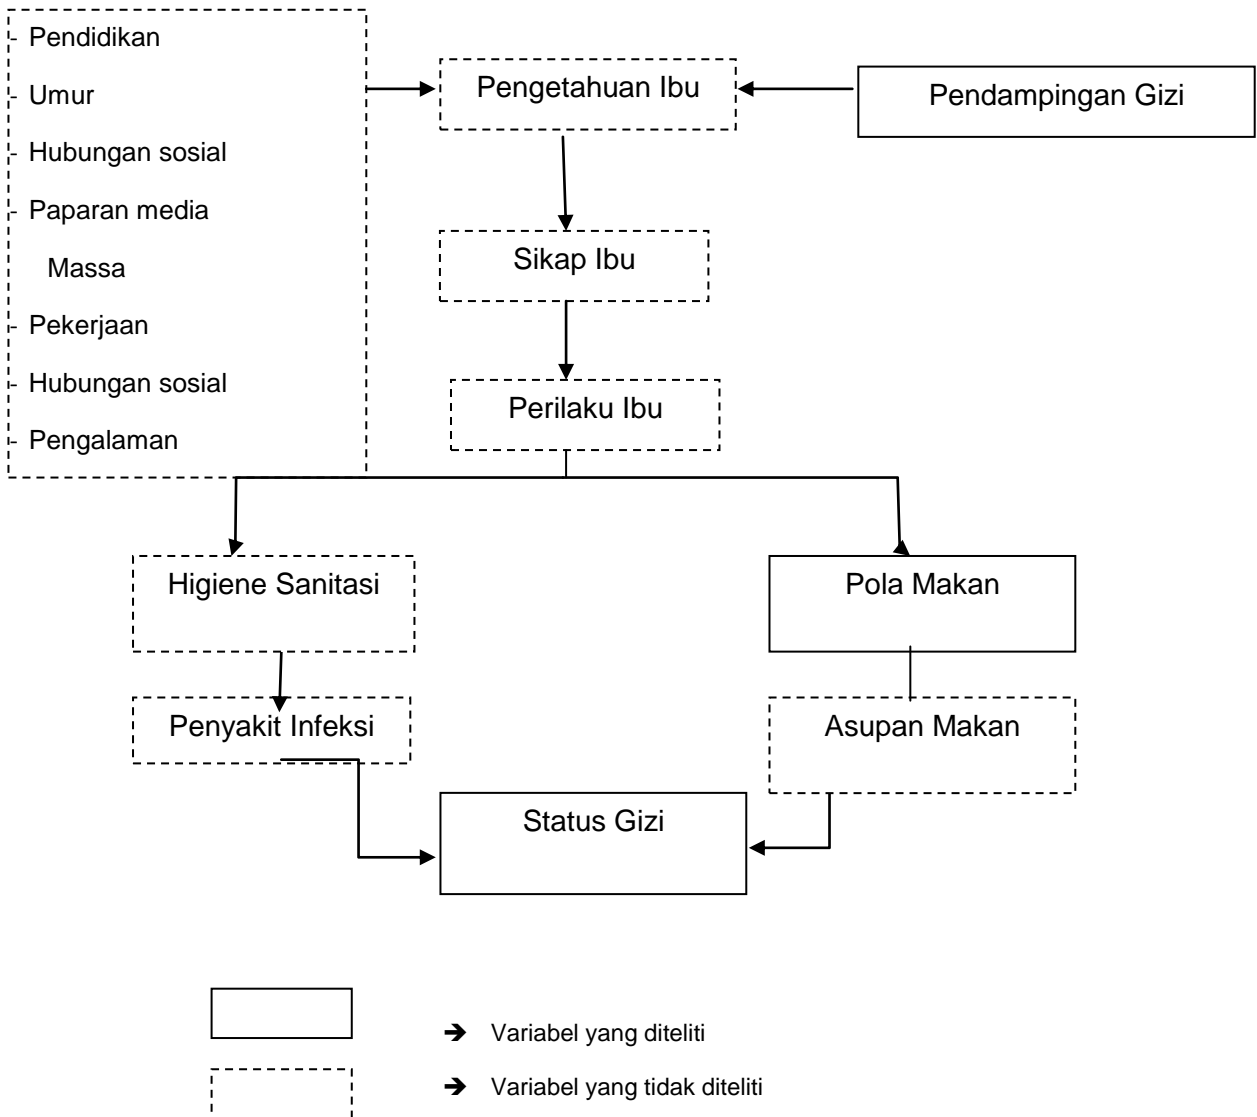 - Pendidikan
- Umur
- Hubungan sosial
- Paparan media
Massa
- Pekerjaan
- Hubungan sosial
- Pengalaman
Pengetahuan Ibu
Pendampingan Gizi
Sikap Ibu
Perilaku Ibu
Higiene Sanitasi
Pola Makan
Penyakit Infeksi
Asupan Makan
Status Gizi
➔ Variabel yang diteliti
➔ Variabel yang tidak diteliti